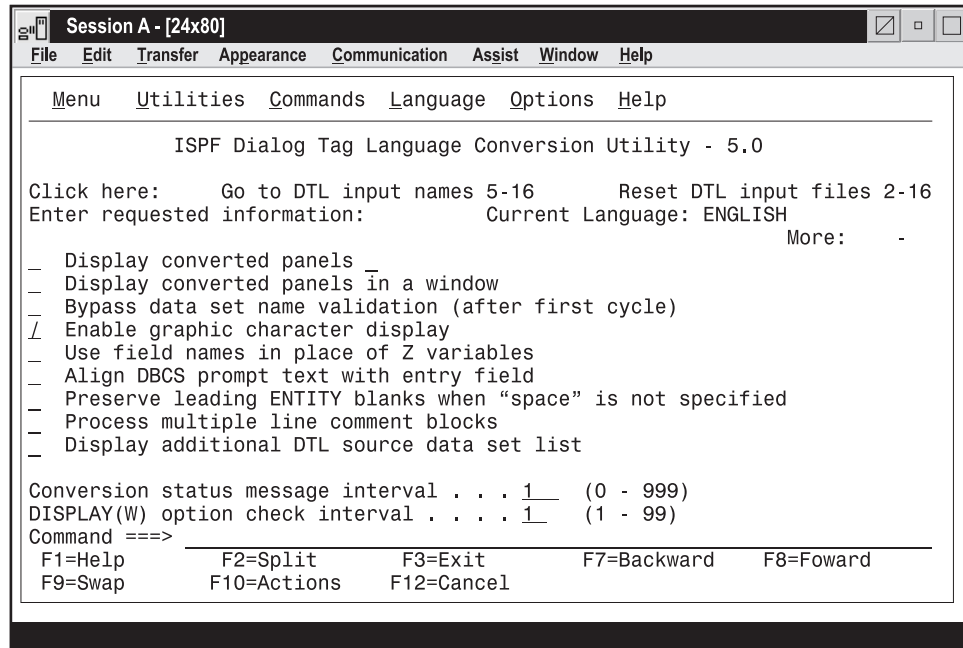 Session A - [24x80]
File Edit Transfer Appearance Communication Assist Window Help
Menu Utilities Commands Language Options Help
ISPF Dialog Tag Language Conversion Utility - 5.0
Click here: Go to DTL input names 5-16 Reset DTL input files 2-16
Enter requested information: Current Language: ENGLISH
More: -
_ Display converted panels _
_ Display converted panels in a window
_ Bypass data set name validation (after first cycle)
/ Enable graphic character display
_ Use field names in place of Z variables
_ Align DBCS prompt text with entry field
_ Preserve leading ENTITY blanks when “space” is not specified
_ Process multiple line comment blocks
_ Display additional DTL source data set list
Conversion status message interval . . . 1 (0 - 999)
DISPLAY(W) option check interval . . . . 1 (1 - 99)
Command ===>
F1=Help F2=Split F3=Exit F7=Backward F8=Foward
F9=Swap F10=Actions F12=Cancel